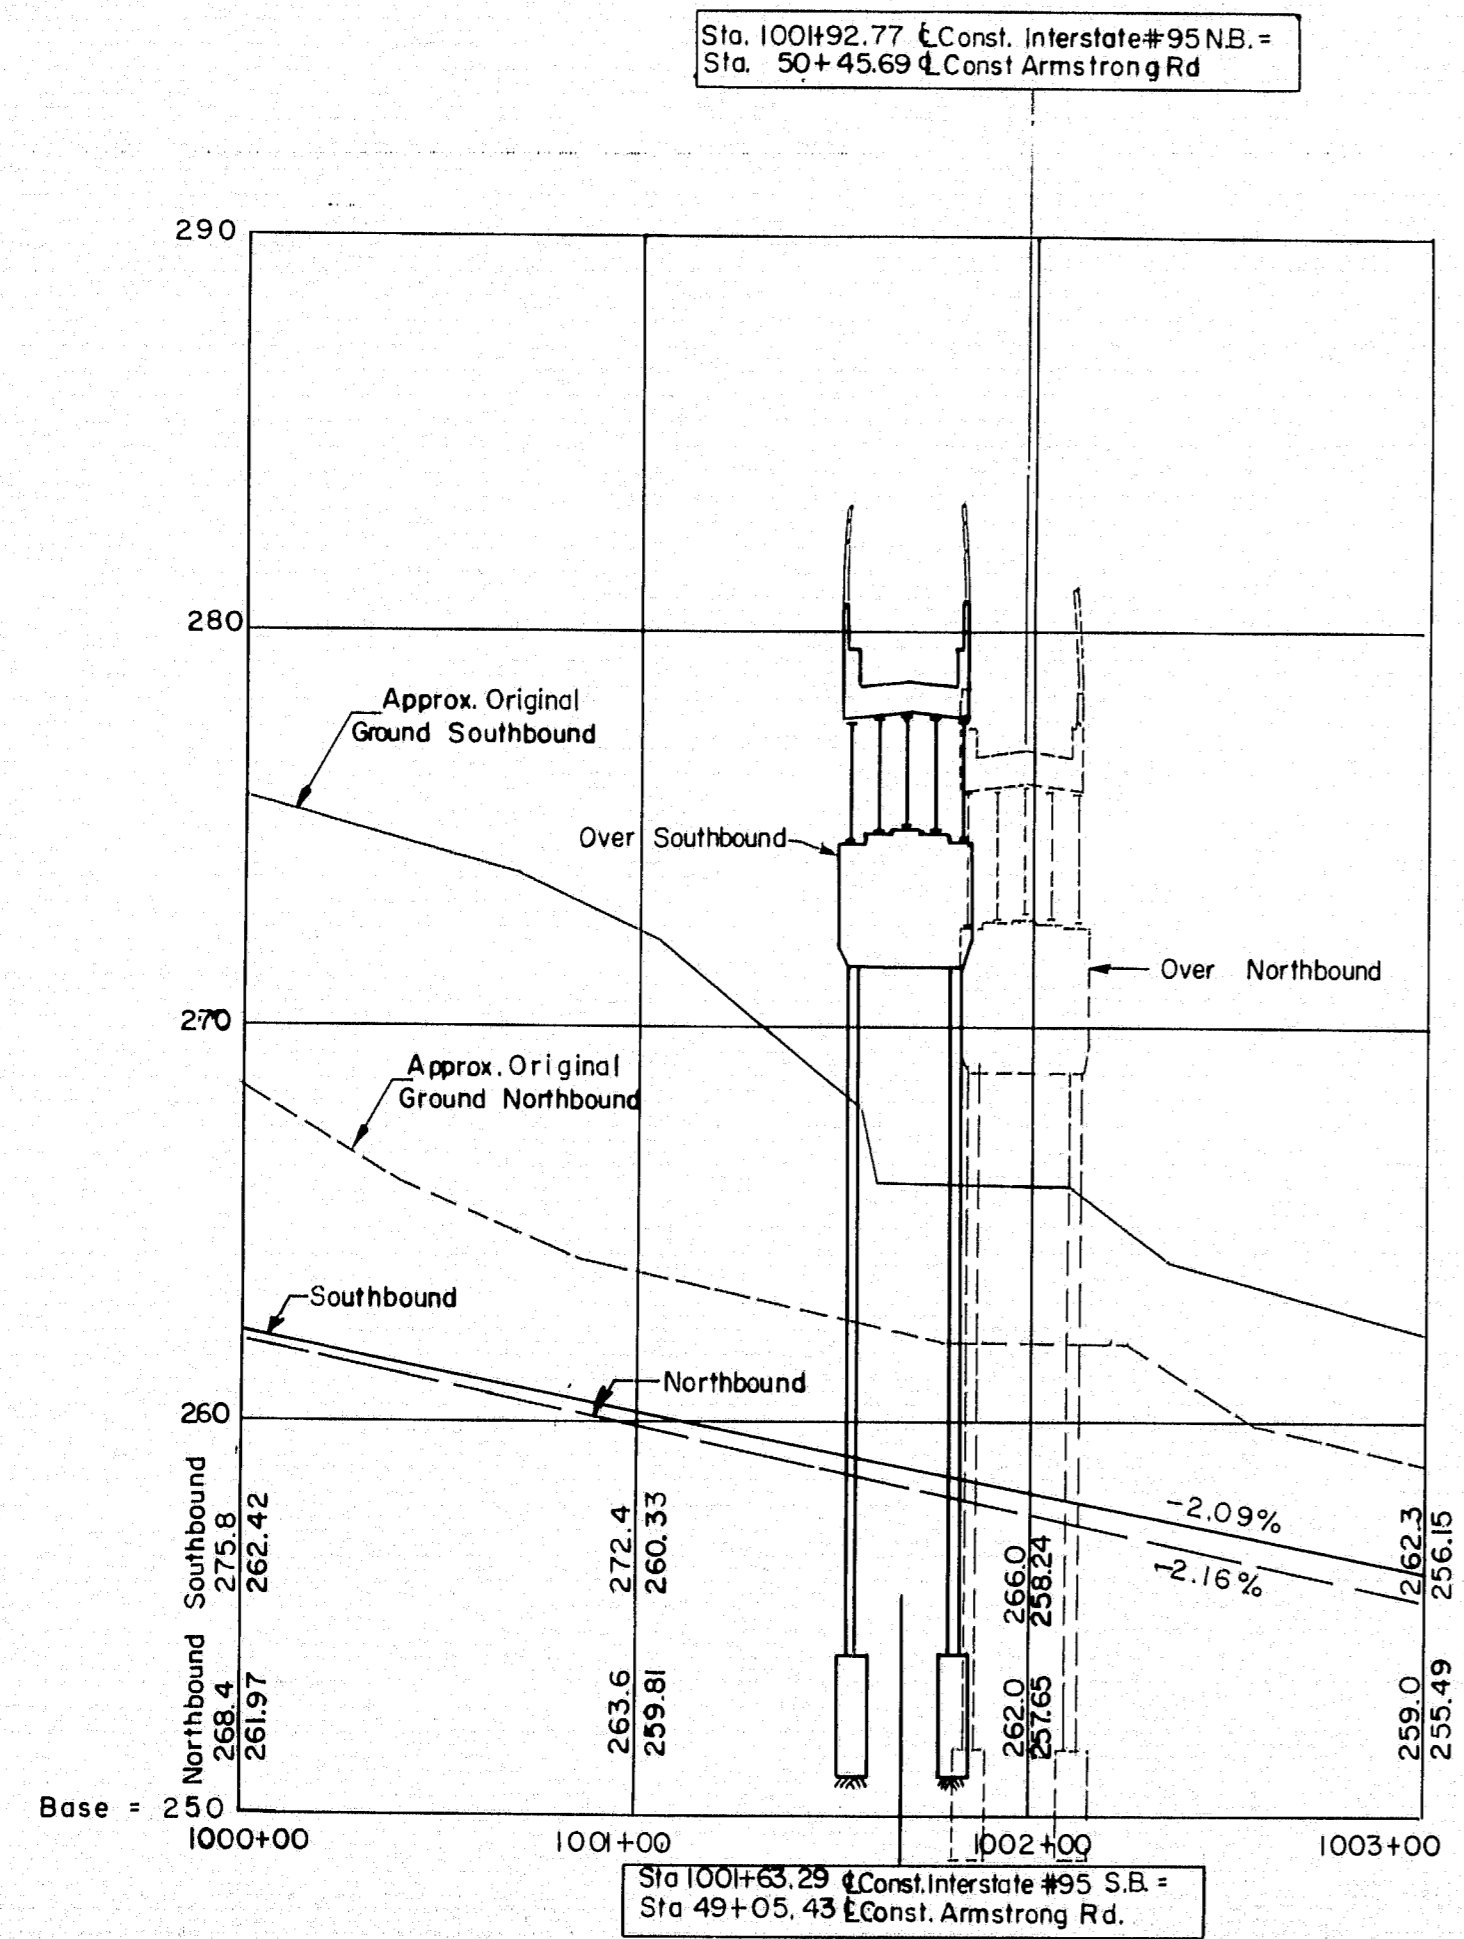 Sta. 1001+92.77 ℄ Const. Interstate #95 N.B. =
Sta. 50+45.69 ℄ Const Armstrong Rd
290
280
Approx. Original
Ground Southbound
Over Southbound
Over Northbound
270
Approx. Original
Ground Northbound
Southbound
Northbound
260
-2.09%
-2.16%
Southbound
275.8
262.42
272.4
260.33
266.0
258.24
262.3
256.15
Northbound
268.4
261.97
263.6
259.81
262.0
257.65
259.0
255.49
Base = 250
1000+00
1001+00
1002+00
1003+00
Sta 1001+63.29 ℄ Const. Interstate #95 S.B. =
Sta 49+05.43 ℄ Const. Armstrong Rd.